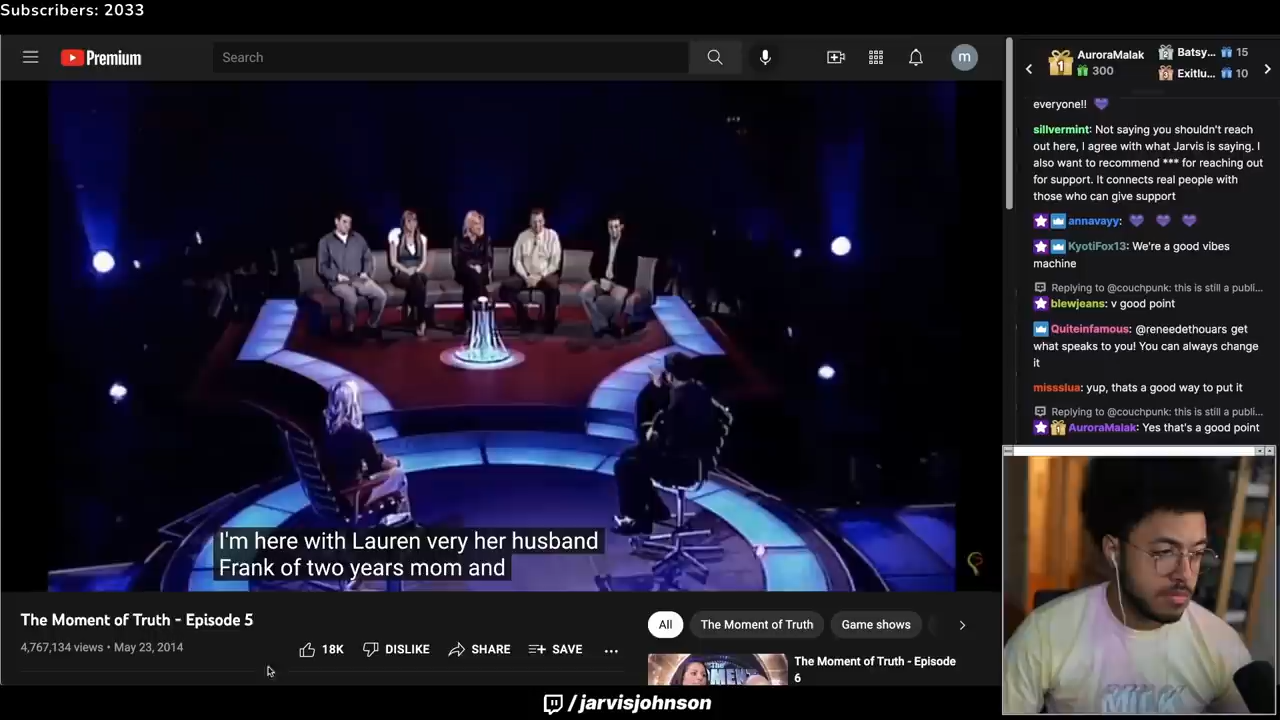 Subscribers: 2033
Premium
Search
m
I'm here with Lauren very her husband
Frank of two years mom and
The Moment of Truth - Episode 5
4,767,134 views • May 23, 2014
18K
DISLIKE
SHARE
SAVE
...
All
The Moment of Truth
Game shows
The Moment of Truth - Episode
6
1
AuroraMalak
300
2
Batsy... 15
3
Exitlu... 10
everyone!!
sillvermint: Not saying you shouldn't reach
out here, I agree with what Jarvis is saying. I
also want to recommend *** for reaching out
for support. It connects real people with
those who can give support
annavayy:
KyotiFox13: We're a good vibes
machine
Replying to @couchpunk: this is still a publi...
blewjeans: v good point
Quiteinfamous: @reneedethouars get
what speaks to you! You can always change
it
missslua: yup, thats a good way to put it
Replying to @couchpunk: this is still a publi...
AuroraMalak: Yes that's a good point
MILK
/jarvisjohnson